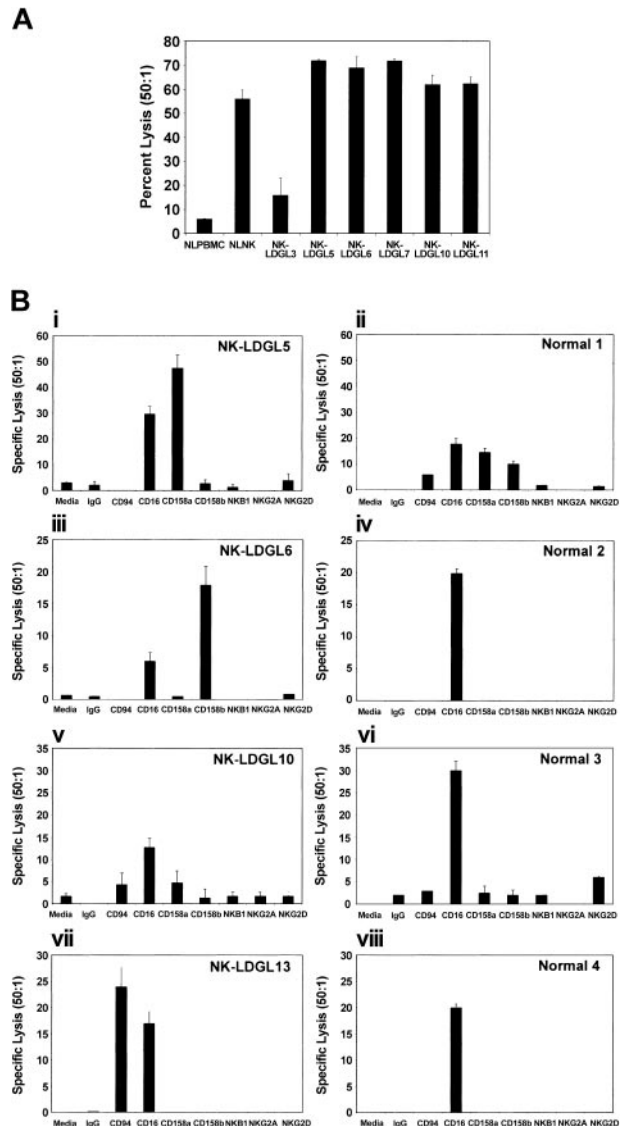 A
Percent Lysis (50:1)
80
70
60
50
40
30
20
10
0
NLPBMC NLNK NK-LDGL3 NK-LDGL5 NK-LDGL6 NK-LDGL7 NK-LDGL10 NK-LDGL11
B
i
NK-LDGL5
Specific Lysis (50:1)
60
50
40
30
20
10
0
Media IgG CD94 CD16 CD158a CD158b NKB1 NKG2A NKG2D
ii
Normal 1
Specific Lysis (50:1)
60
50
40
30
20
10
0
Media IgG CD94 CD16 CD158a CD158b NKB1 NKG2A NKG2D
iii
NK-LDGL6
Specific Lysis (50:1)
25
20
15
10
5
0
Media IgG CD94 CD16 CD158a CD158b NKB1 NKG2A NKG2D
iv
Normal 2
Specific Lysis (50:1)
25
20
15
10
5
0
Media IgG CD94 CD16 CD158a CD158b NKB1 NKG2A NKG2D
v
NK-LDGL10
Specific Lysis (50:1)
35
30
25
20
15
10
5
0
Media IgG CD94 CD16 CD158a CD158b NKB1 NKG2A NKG2D
vi
Normal 3
Specific Lysis (50:1)
35
30
25
20
15
10
5
0
Media IgG CD94 CD16 CD158a CD158b NKB1 NKG2A NKG2D
vii
NK-LDGL13
Specific Lysis (50:1)
30
25
20
15
10
5
0
Media IgG CD94 CD16 CD158a CD158b NKB1 NKG2A NKG2D
viii
Normal 4
Specific Lysis (50:1)
30
25
20
15
10
5
0
Media IgG CD94 CD16 CD158a CD158b NKB1 NKG2A NKG2D